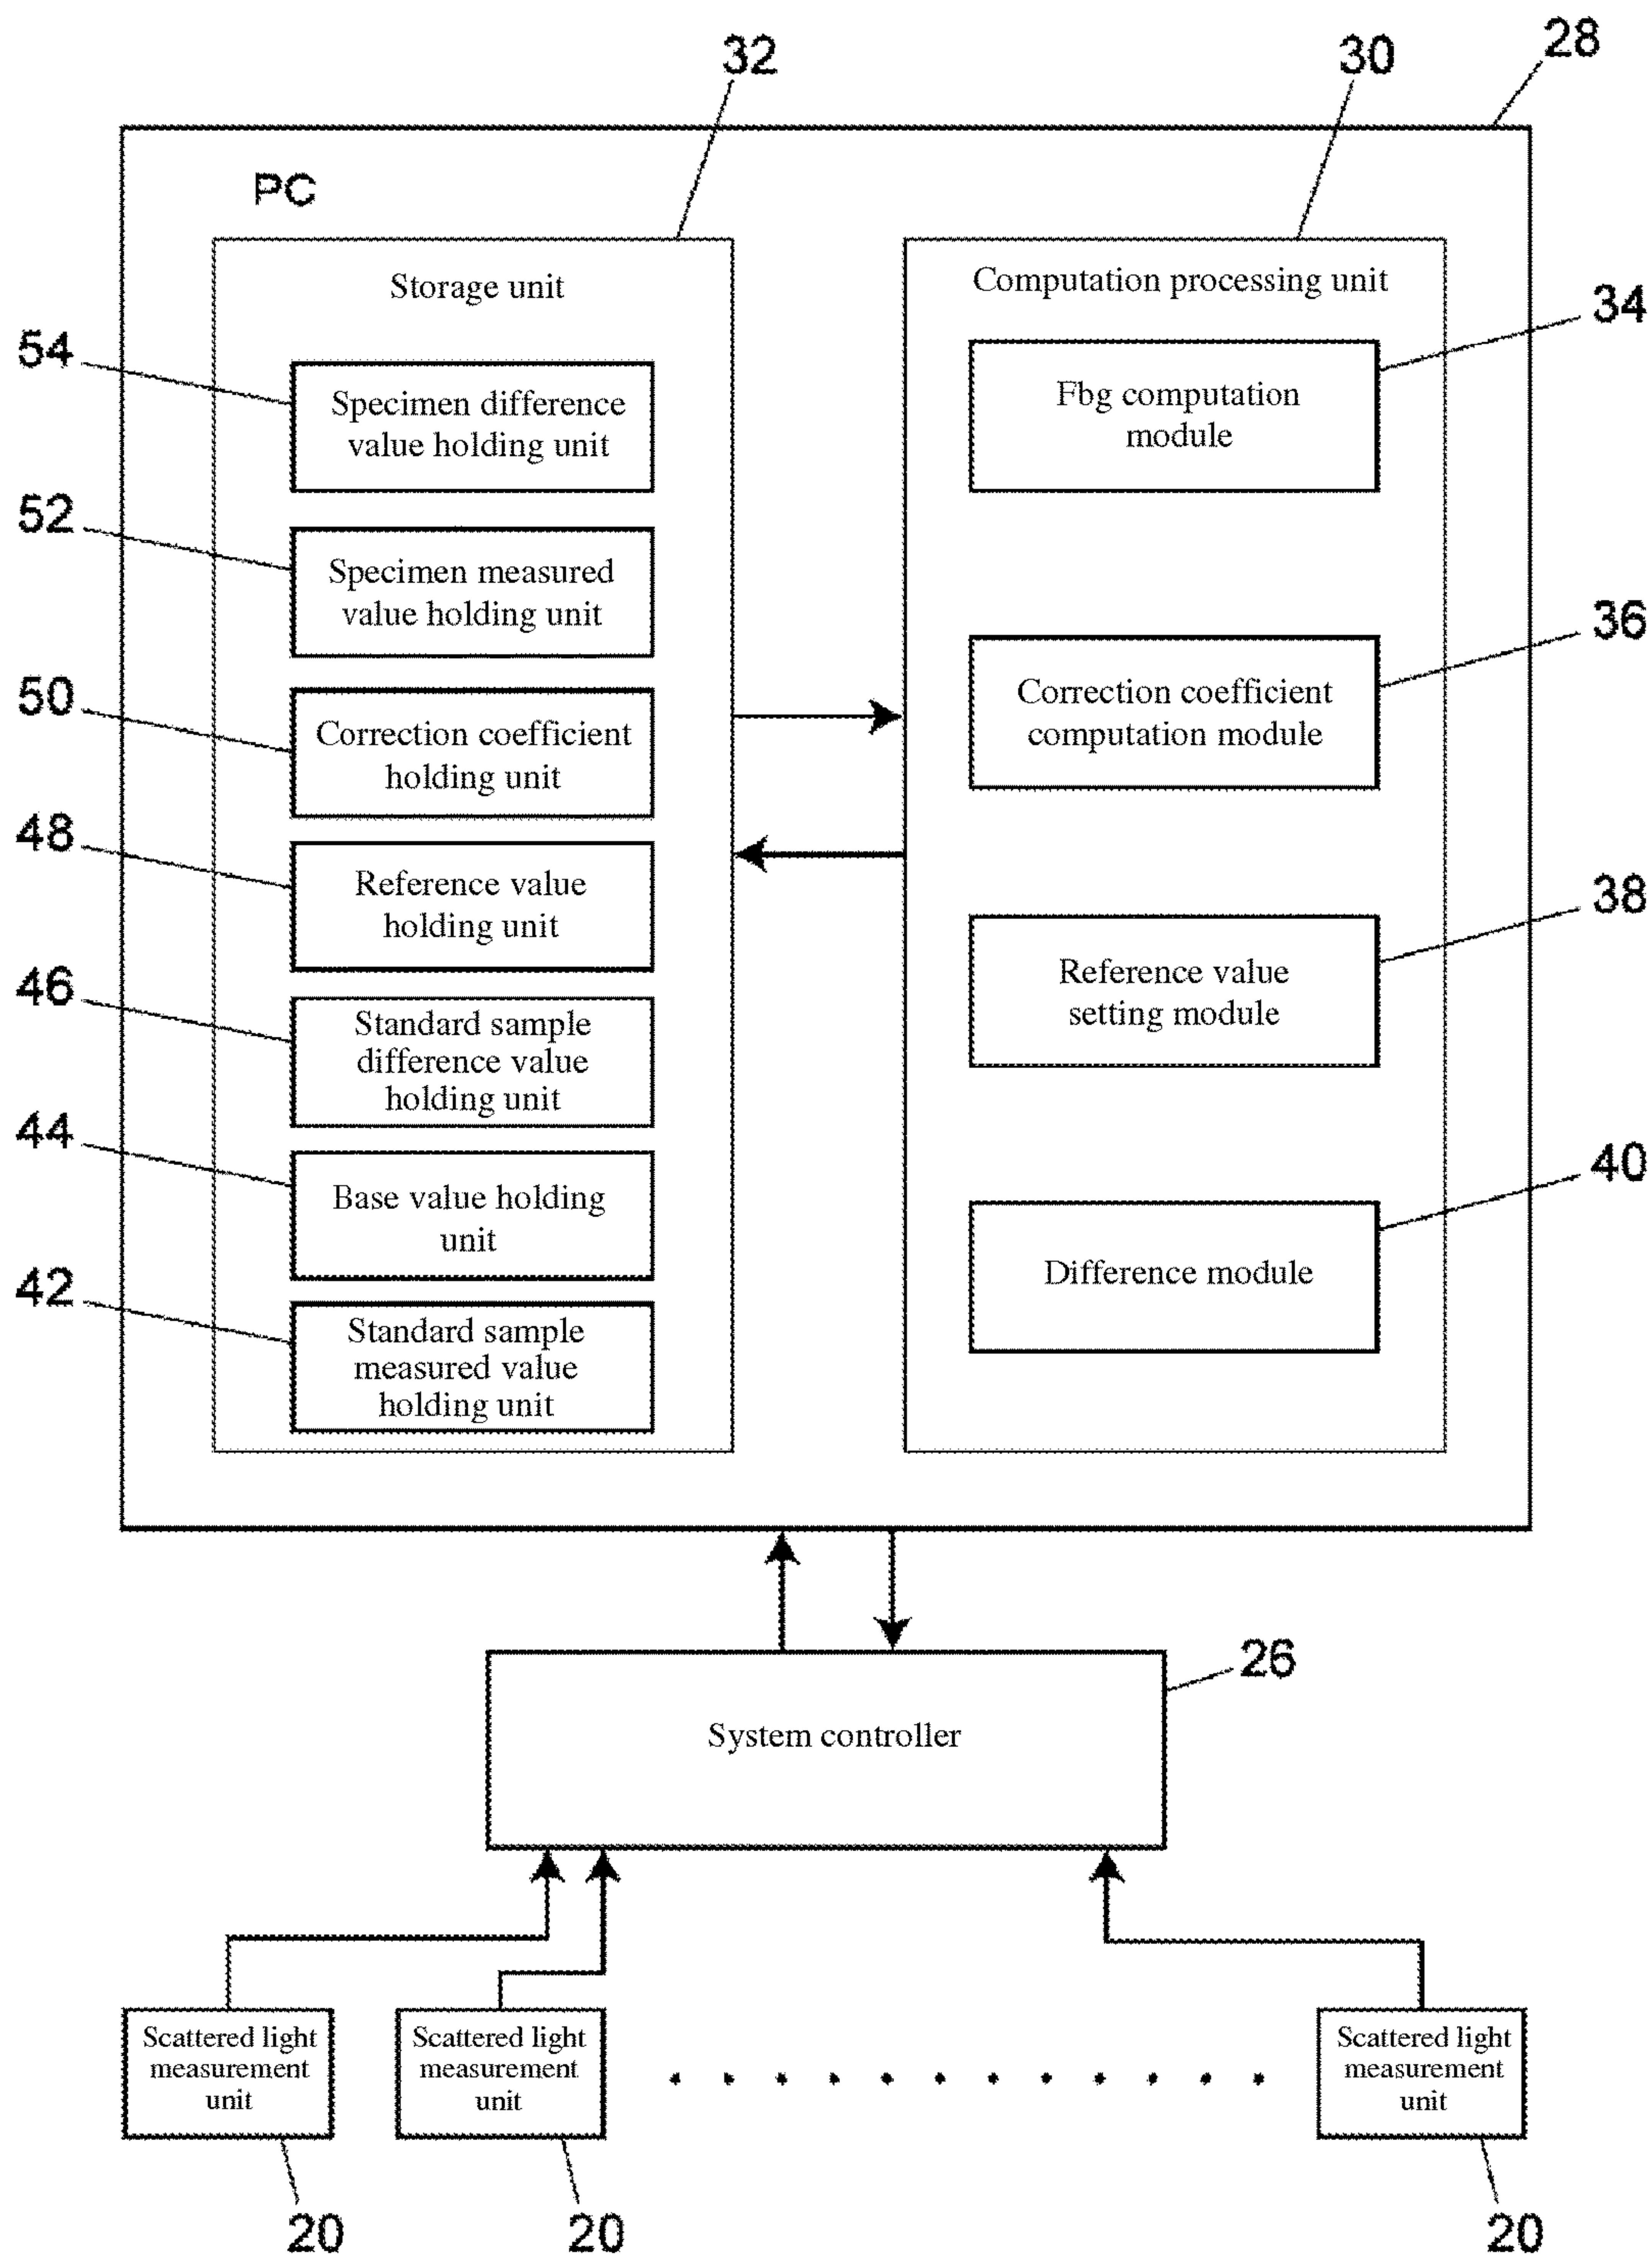 28
32
30
PC
Storage unit
Computation processing unit
54
Specimen difference
value holding unit
34
Fbg computation
module
52
Specimen measured
value holding unit
36
Correction coefficient
computation module
50
Correction coefficient
holding unit
48
Reference value
holding unit
38
Reference value
setting module
46
Standard sample
difference value
holding unit
44
Base value holding
unit
40
Difference module
42
Standard sample
measured value
holding unit
26
System controller
Scattered light
measurement
unit
Scattered light
measurement
unit
Scattered light
measurement
unit
20
20
20